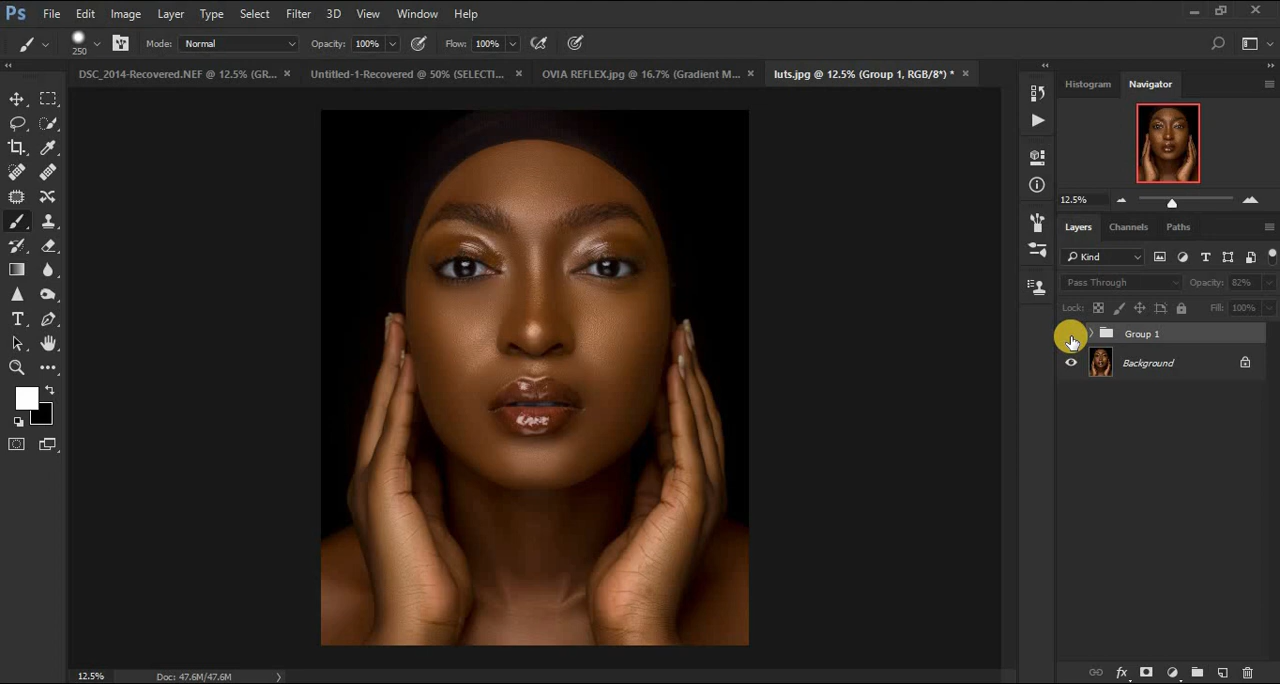 Ps File Edit Image Layer Type Select Filter 3D View Window Help
250 Mode: Normal Opacity: 100% Flow: 100%
DSC_2014-Recovered.NEF @ 12.5% (GR... × Untitled-1-Recovered @ 50% (SELECTI... × OVIA REFLEX.jpg @ 16.7% (Gradient M... × luts.jpg @ 12.5% (Group 1, RGB/8*) * ×
Histogram Navigator
12.5%
Layers Channels Paths
Kind
Pass Through Opacity: 82%
Lock: Fill: 100%
Group 1
Background
12.5% Doc: 47.6M/47.6M